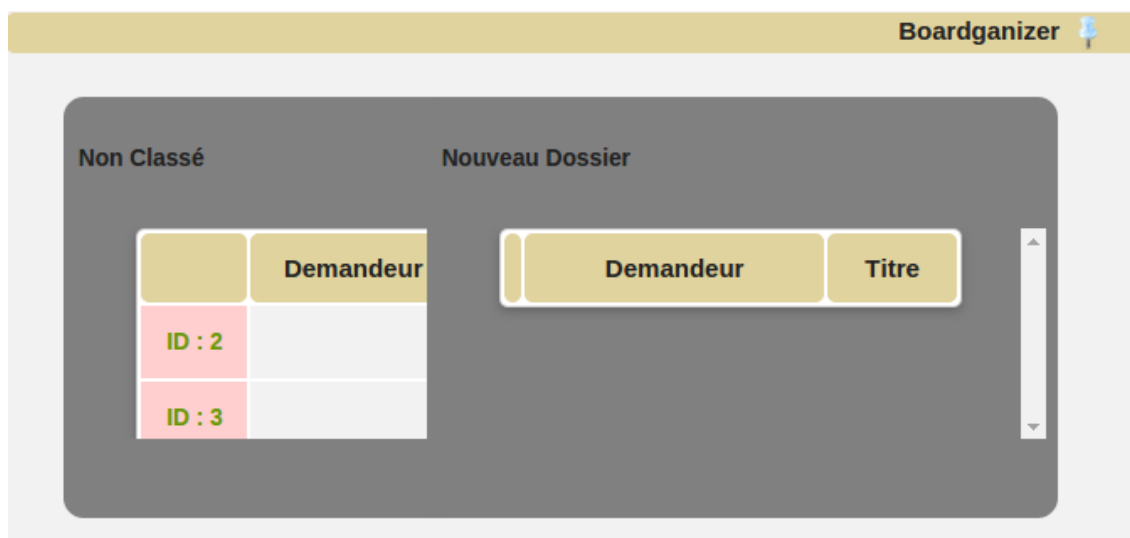 Boardganizer
Non Classé
Nouveau Dossier
Demandeur
ID : 2
ID : 3
Demandeur Titre